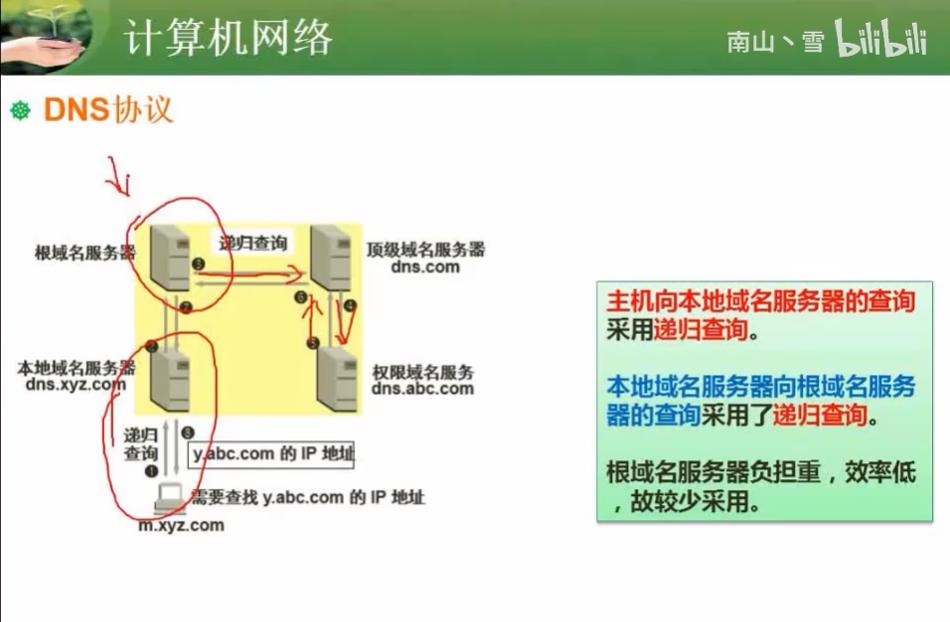 计算机网络
南山丶雪 bilibili
DNS协议
根域名服务器
递归查询
顶级域名服务器
dns.com
❸
❷
❻
❹
本地域名服务器
dns.xyz.com
权限域名服务
dns.abc.com
递归
查询
❶
❽
y.abc.com 的 IP 地址
需要查找 y.abc.com 的 IP 地址
m.xyz.com
主机向本地域名服务器的查询
采用递归查询。
本地域名服务器向根域名服务
器的查询采用了递归查询。
根域名服务器负担重，效率低
，故较少采用。